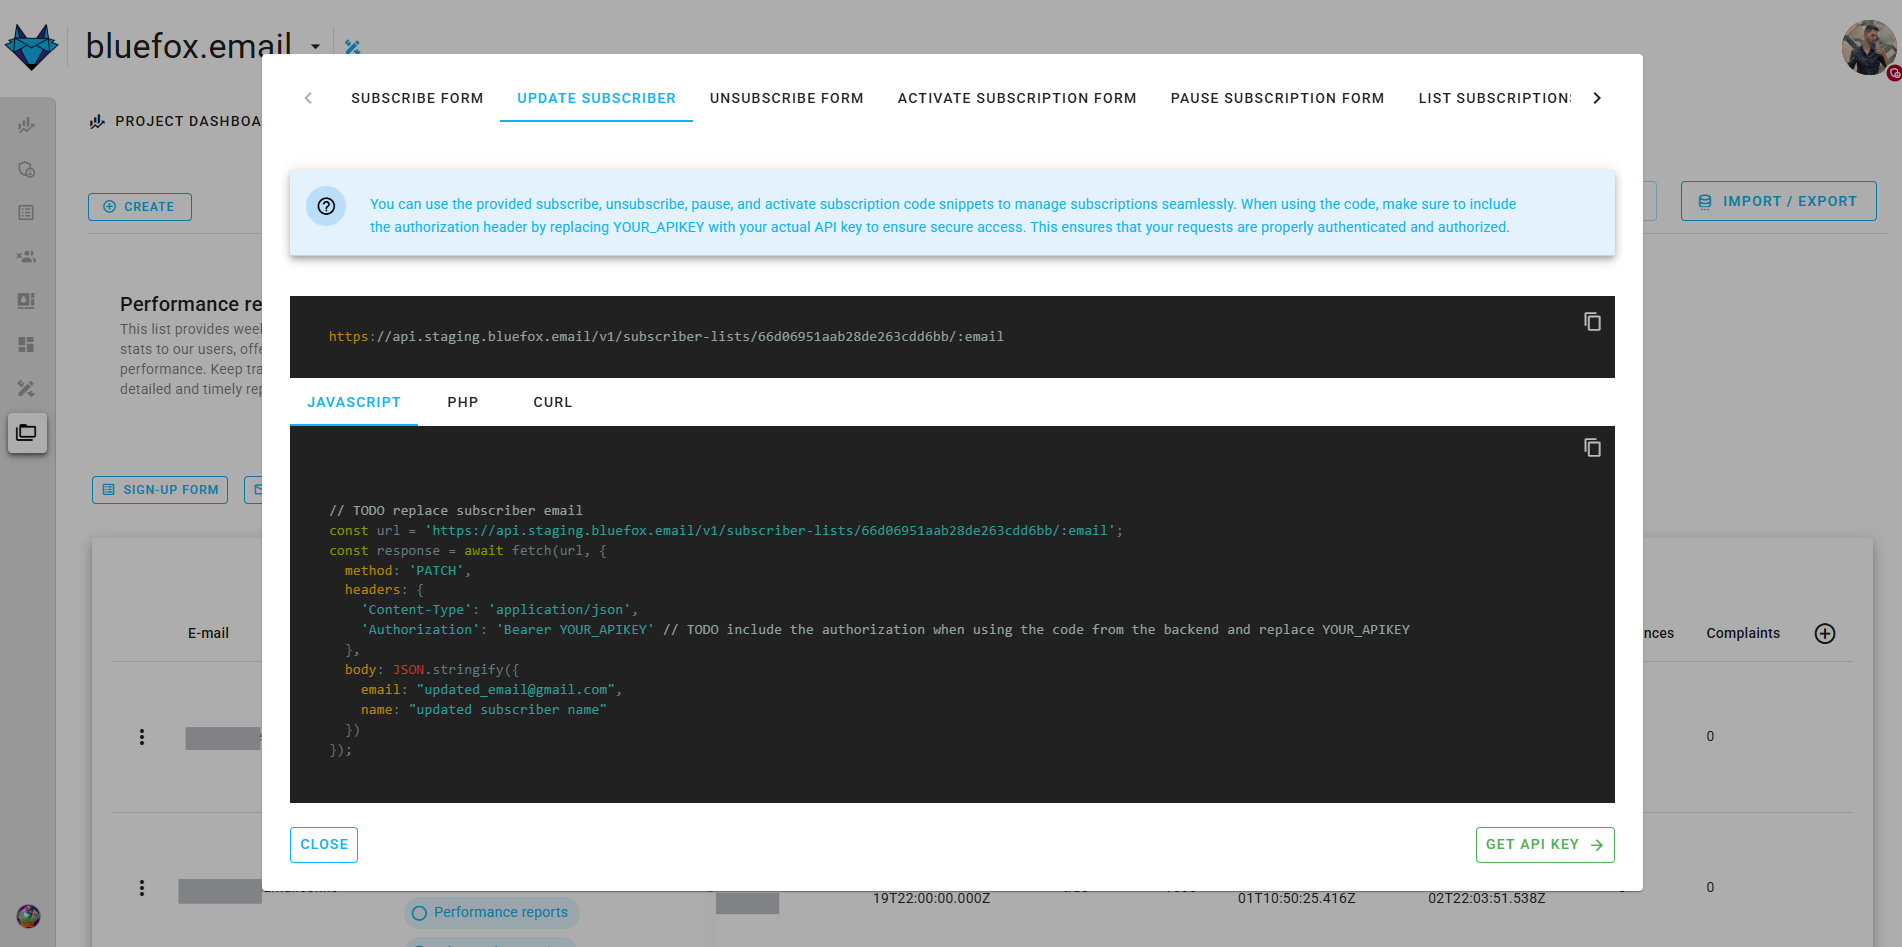 bluefox.email
SUBSCRIBE FORM
UPDATE SUBSCRIBER
UNSUBSCRIBE FORM
ACTIVATE SUBSCRIPTION FORM
PAUSE SUBSCRIPTION FORM
LIST SUBSCRIPTION
PROJECT DASHBOA
CREATE
IMPORT / EXPORT
You can use the provided subscribe, unsubscribe, pause, and activate subscription code snippets to manage subscriptions seamlessly. When using the code, make sure to include
the authorization header by replacing YOUR_APIKEY with your actual API key to ensure secure access. This ensures that your requests are properly authenticated and authorized.
Performance re
This list provides wee
stats to our users, offe
performance. Keep tra
detailed and timely rep
https://api.staging.bluefox.email/v1/subscriber-lists/66d06951aab28de263cdd6bb/:email
JAVASCRIPT
PHP
CURL
SIGN-UP FORM
// TODO replace subscriber email
const url = 'https://api.staging.bluefox.email/v1/subscriber-lists/66d06951aab28de263cdd6bb/:email';
const response = await fetch(url, {
method: 'PATCH',
headers: {
'Content-Type': 'application/json',
'Authorization': 'Bearer YOUR_APIKEY' // TODO include the authorization when using the code from the backend and replace YOUR_APIKEY
},
body: JSON.stringify({
email: "updated_email@gmail.com",
name: "updated subscriber name"
})
});
E-mail
nces
Complaints
0
CLOSE
GET API KEY
0
19T22:00:00.000Z
01T10:50:25.416Z
02T22:03:51.538Z
Performance reports